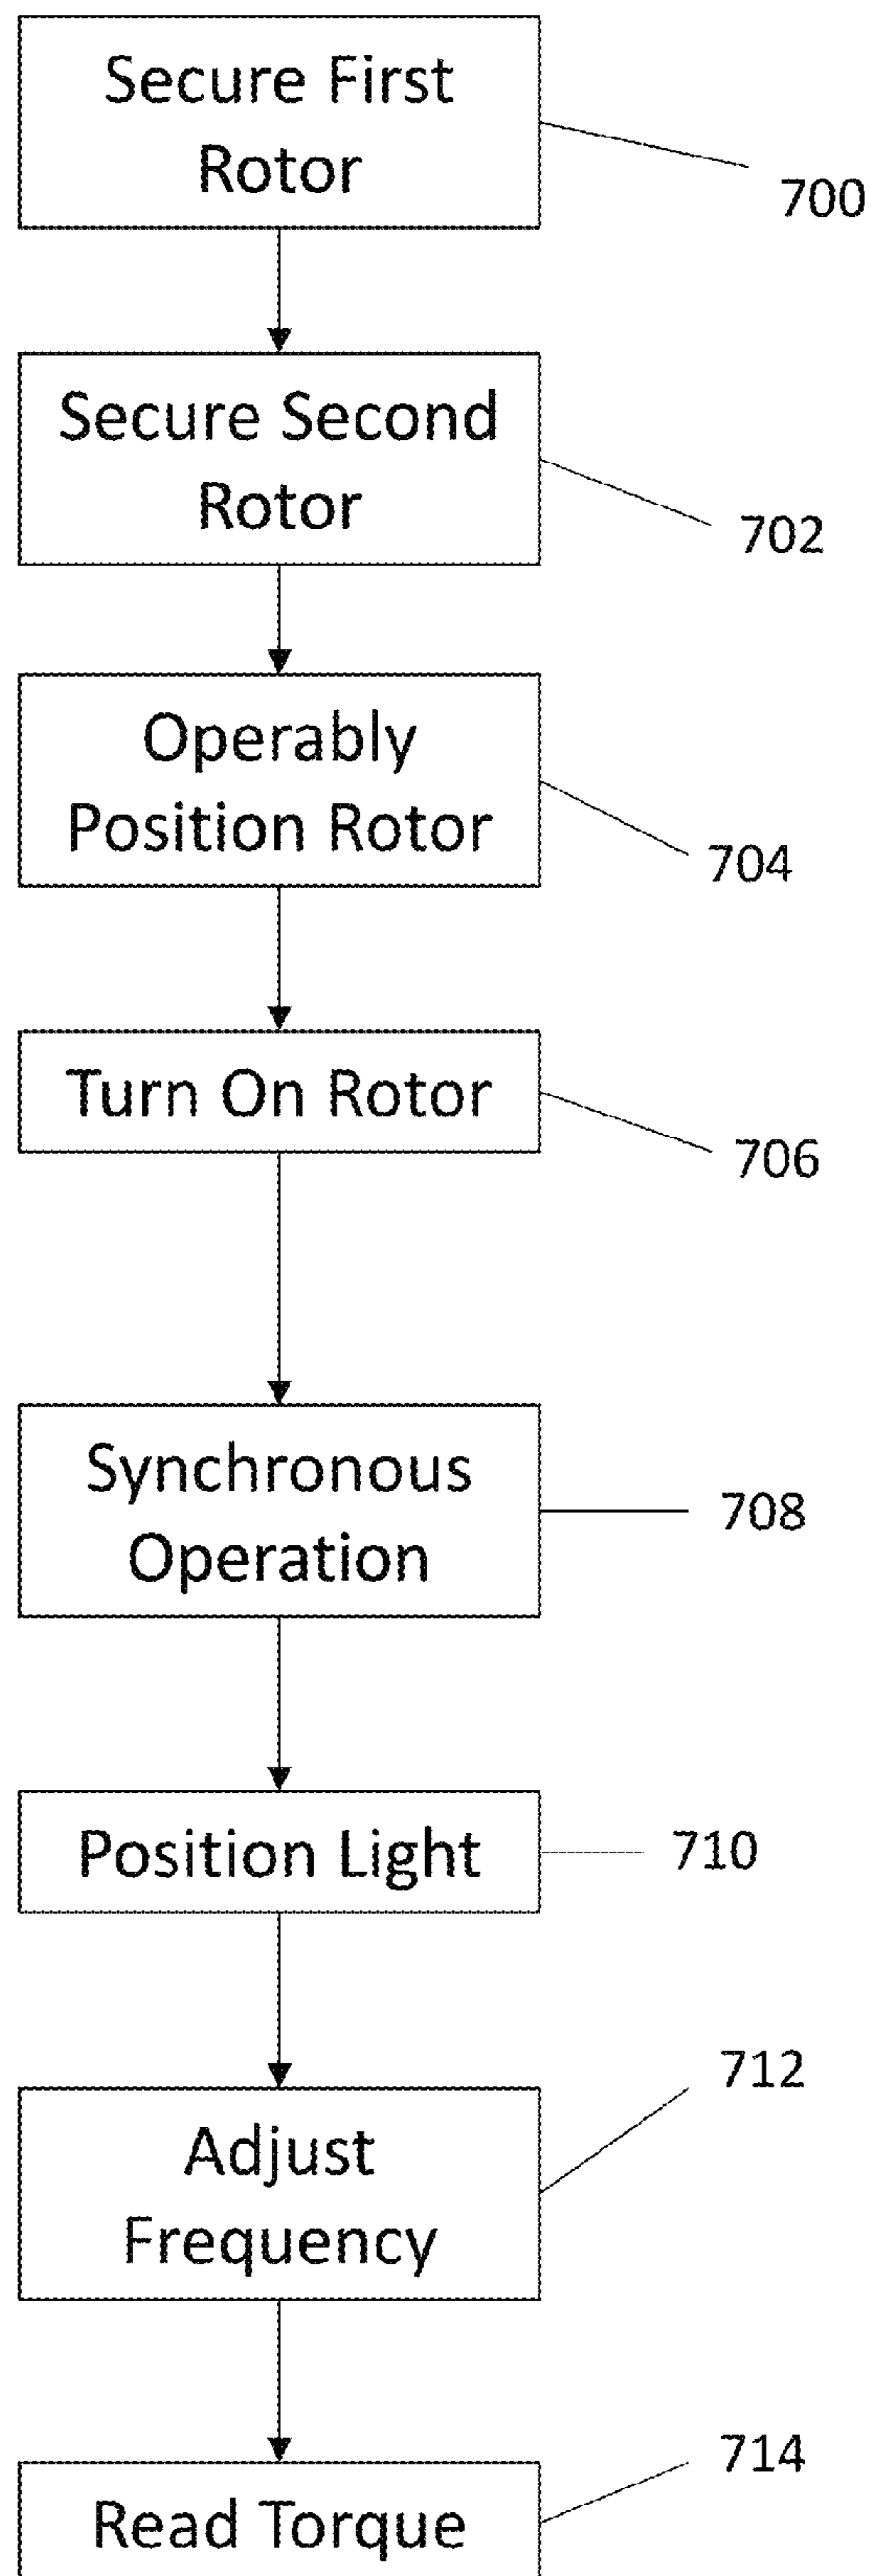 Secure First
Rotor
700
Secure Second
Rotor
702
Operably
Position Rotor
704
Turn On Rotor
706
Synchronous
Operation
708
Position Light
710
712
Adjust
Frequency
714
Read Torque